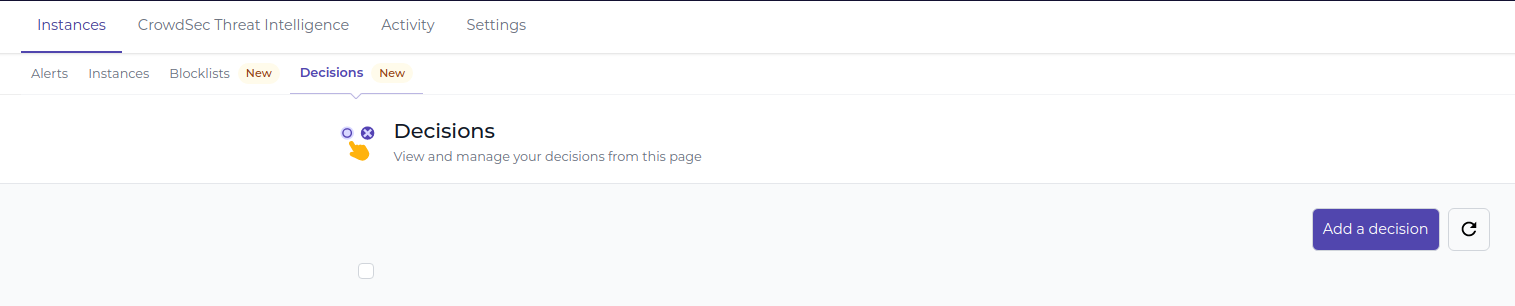 Instances CrowdSec Threat Intelligence Activity Settings
Alerts Instances Blocklists New Decisions New
Decisions
View and manage your decisions from this page
Add a decision